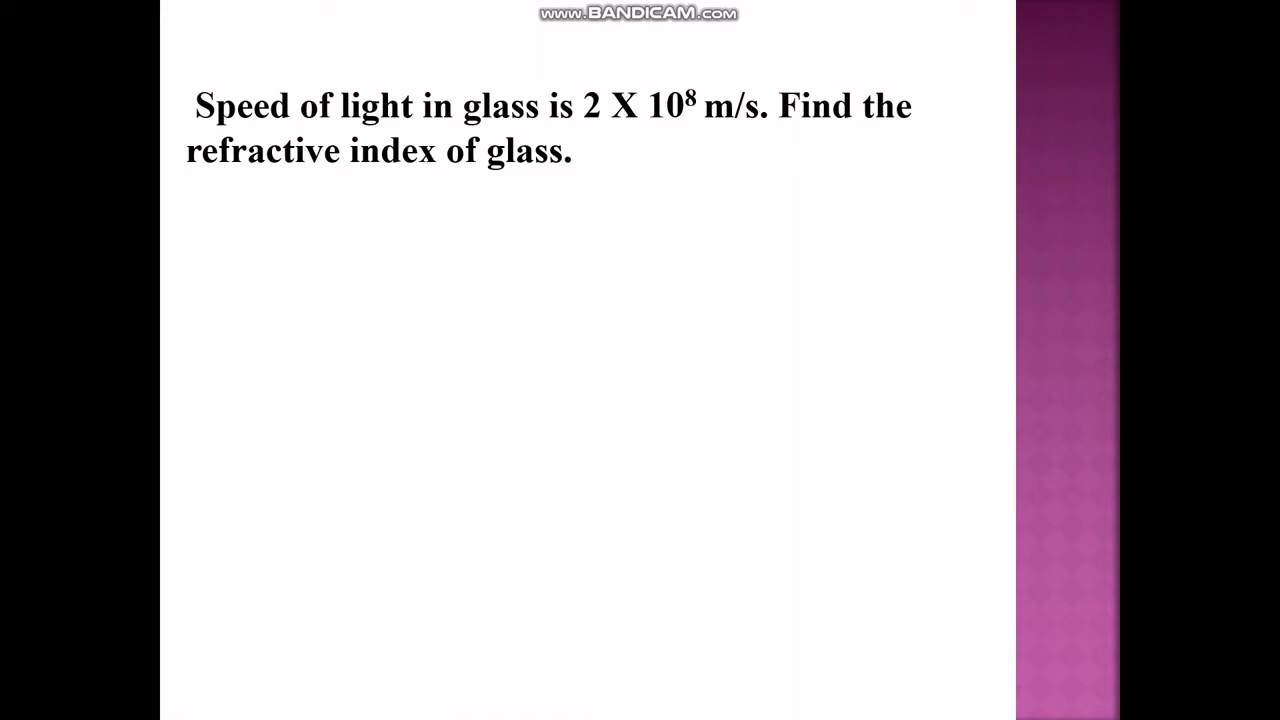 www.BANDICAM.com
Speed of light in glass is 2 X 10⁸ m/s. Find the
refractive index of glass.